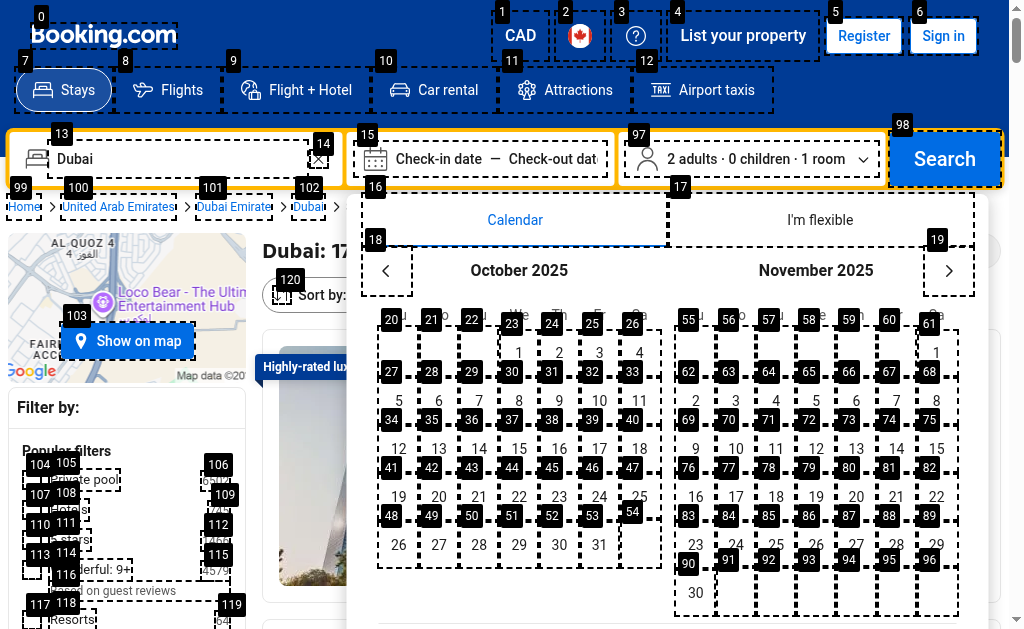 Booking.com
CAD
List your property
Register
Sign in
Stays
Flights
Flight + Hotel
Car rental
Attractions
Airport taxis
Dubai
Check-in date — Check-out dat
2 adults · 0 children · 1 room
Search
Home
United Arab Emirates
Dubai Emirate
Dubai
Calendar
I'm flexible
October 2025
November 2025
1 2 3 4
5 6 7 8 9 10 11
12 13 14 15 16 17 18
19 20 21 22 23 24 25
26 27 28 29 30 31
1
2 3 4 5 6 7 8
9 10 11 12 13 14 15
16 17 18 19 20 21 22
23 24 25 26 27 28 29
30
AL QUOZ 4
القوز 4
Loco Bear - The Ultim
Entertainment Hub
Show on map
Google
Map data ©20
Dubai: 17
Sort by:
Highly-rated lux
Filter by:
Popular filters
Private pool
6502
Hotels
745
5 stars
1466
derful: 9+
4579
Based on guest reviews
Resorts
64
0
1
2
3
4
5
6
7
8
9
10
11
12
13
14
15
97
98
99
100
101
102
16
17
18
19
20 21 22 23 24 25 26
55 56 57 58 59 60 61
27 28 29 30 31 32 33
62 63 64 65 66 67 68
34 35 36 37 38 39 40
69 70 71 72 73 74 75
41 42 43 44 45 46 47
76 77 78 79 80 81 82
48 49 50 51 52 53 54
83 84 85 86 87 88 89
90 91 92 93 94 95 96
103
120
104 105 106
107 108 109
110 111 112
113 114 115
116
117 118 119